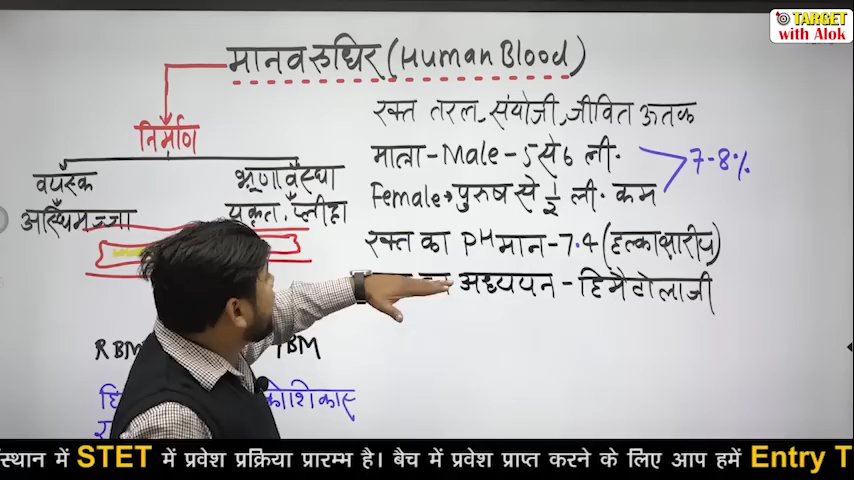 TARGET
with Alok
मानव रुधिर (Human Blood)
निर्माण
वयस्क
अस्थिमज्जा
भ्रूणावस्था
यकृत, प्लीहा
RBM
BM
कोशिकाए
रक्त तरल, संयोजी, जीवित ऊतक
मात्रा - Male - 5 से 6 ली.
Female → पुरुष से 1/2 ली. कम
7-8%
रक्त का PH मान - 7.4 (हल्का क्षारीय)
अध्ययन - हिमैटोलाजी
स्थान में STET में प्रवेश प्रक्रिया प्रारम्भ है। बैच में प्रवेश प्राप्त करने के लिए आप हमें Entry T